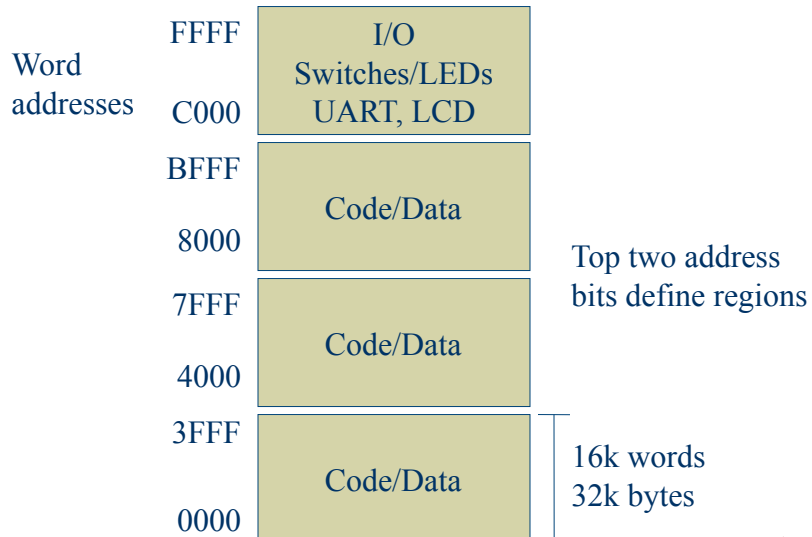 FFFF
I/O
Switches/LEDs
UART, LCD
Word
addresses
C000
BFFF
Code/Data
8000
Top two address
bits define regions
7FFF
Code/Data
4000
3FFF
Code/Data
16k words
32k bytes
0000